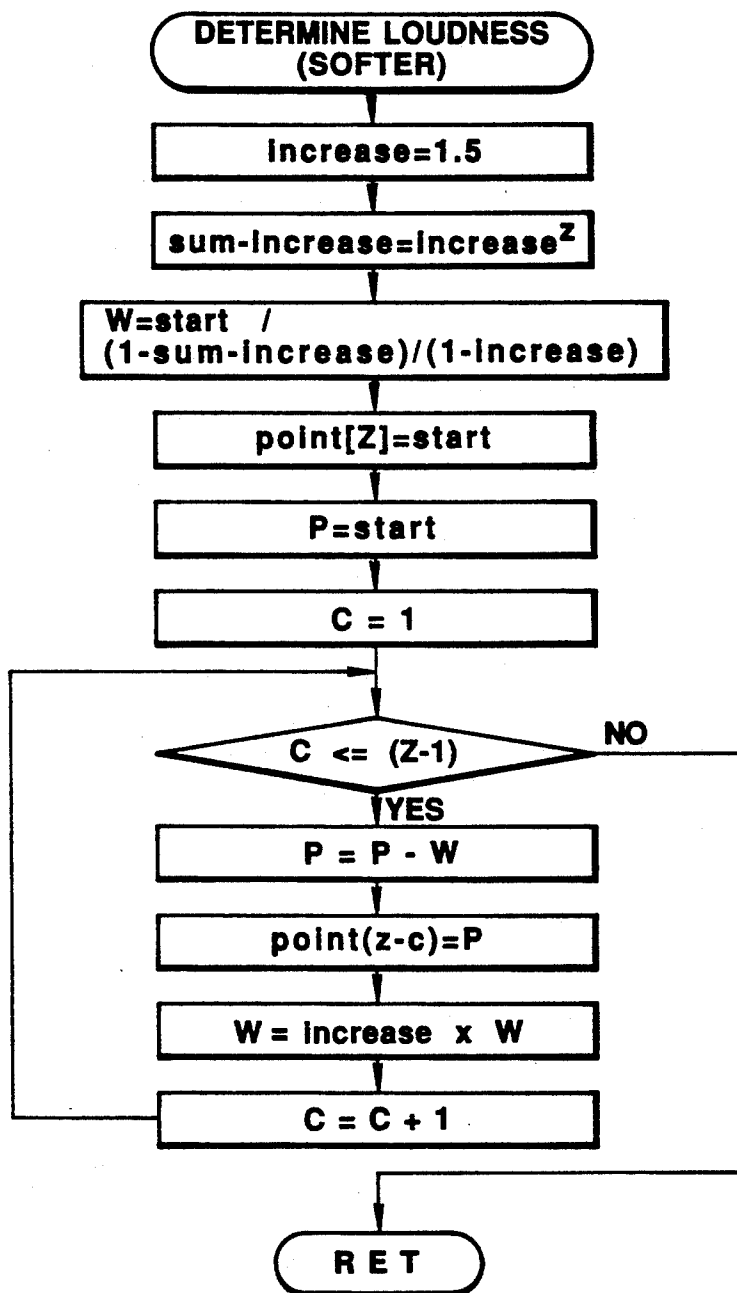 DETERMINE LOUDNESS
(SOFTER)
increase=1.5
sum-increase=increase^Z
W=start /
(1-sum-increase)/(1-increase)
point[Z]=start
P=start
C = 1
C <= (Z-1)
NO
YES
P = P - W
point(z-c)=P
W = increase x W
C = C + 1
RET